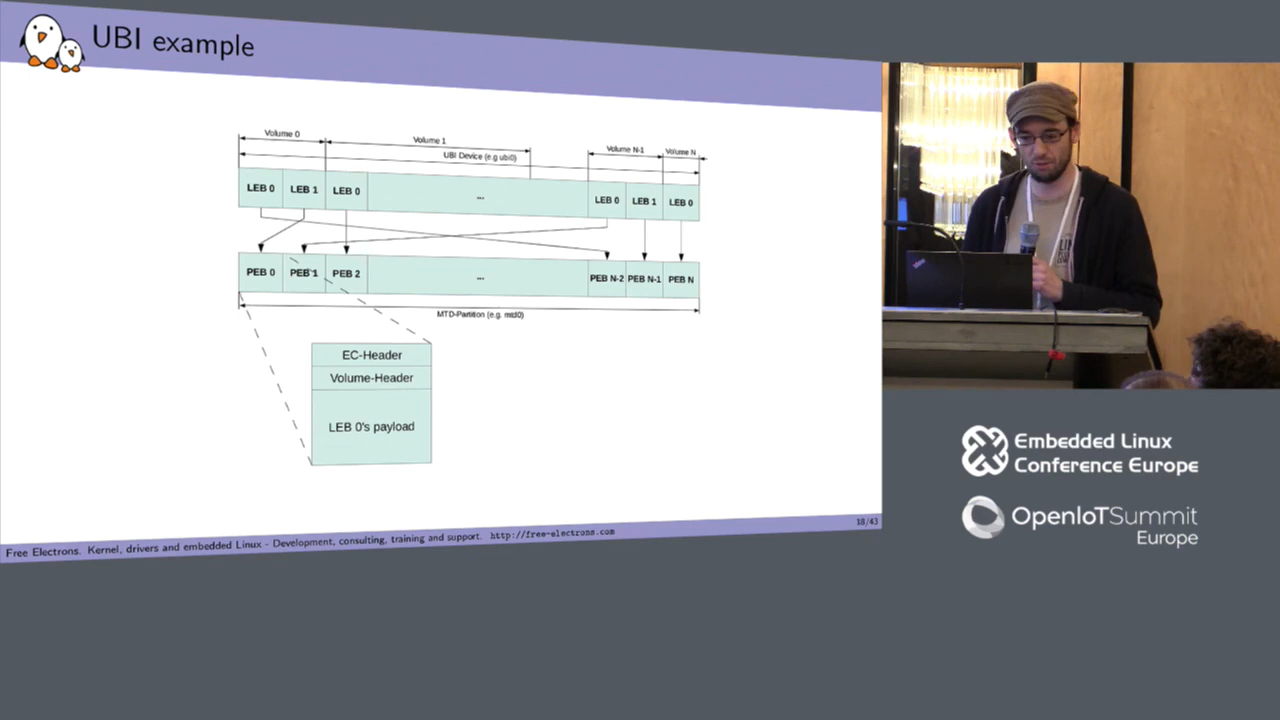 UBI example
Volume 0
Volume 1
Volume N-1
Volume N
UBI Device (e.g ubi0)
LEB 0
LEB 1
LEB 0
...
LEB 0
LEB 1
LEB 0
PEB 0
PEB 1
PEB 2
...
PEB N-2
PEB N-1
PEB N
MTD-Partition (e.g. mtd0)
EC-Header
Volume-Header
LEB 0's payload
18/43
Free Electrons. Kernel, drivers and embedded Linux - Development, consulting, training and support. http://free-electrons.com
Embedded Linux
Conference Europe
OpenIoTSummit
Europe